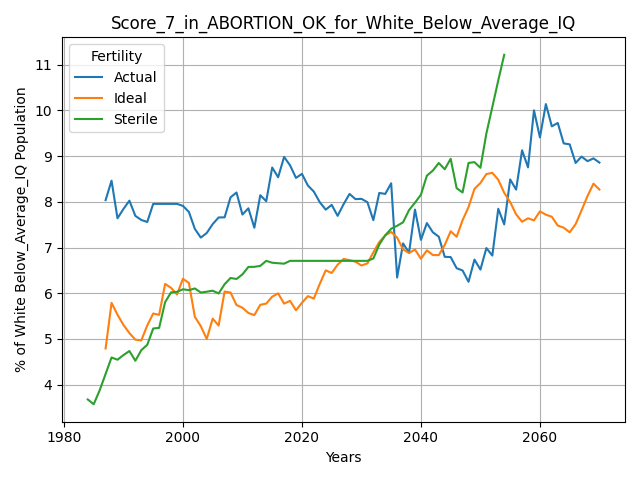 Score_7_in_ABORTION_OK_for_White_Below_Average_IQ
% of White Below_Average_IQ Population
11
10
9
8
7
6
5
4
Fertility
Actual
Ideal
Sterile
1980
2000
2020
2040
2060
Years